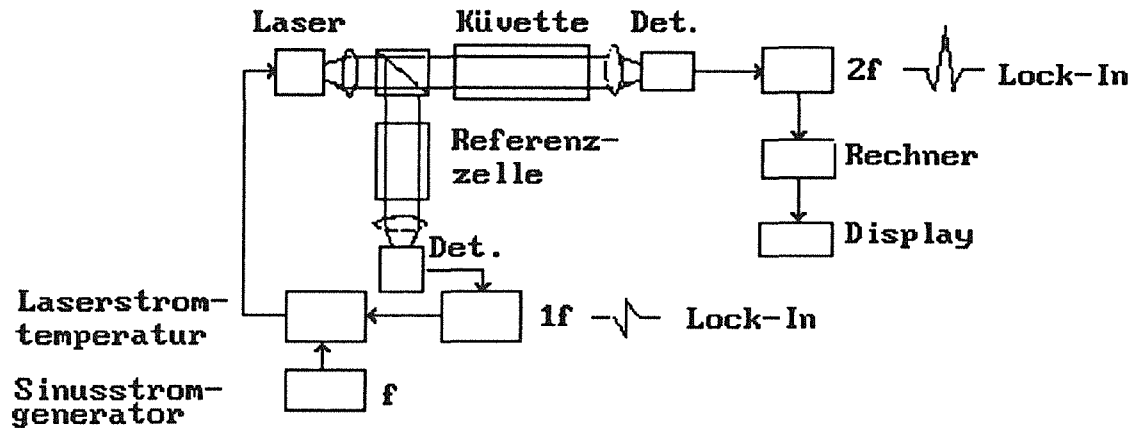 Laser
Küvette
Det.
2f
Lock-In
Referenz-
zelle
Rechner
Det.
Display
Laserstrom-
temperatur
1f
Lock-In
Sinusstrom-
generator
f